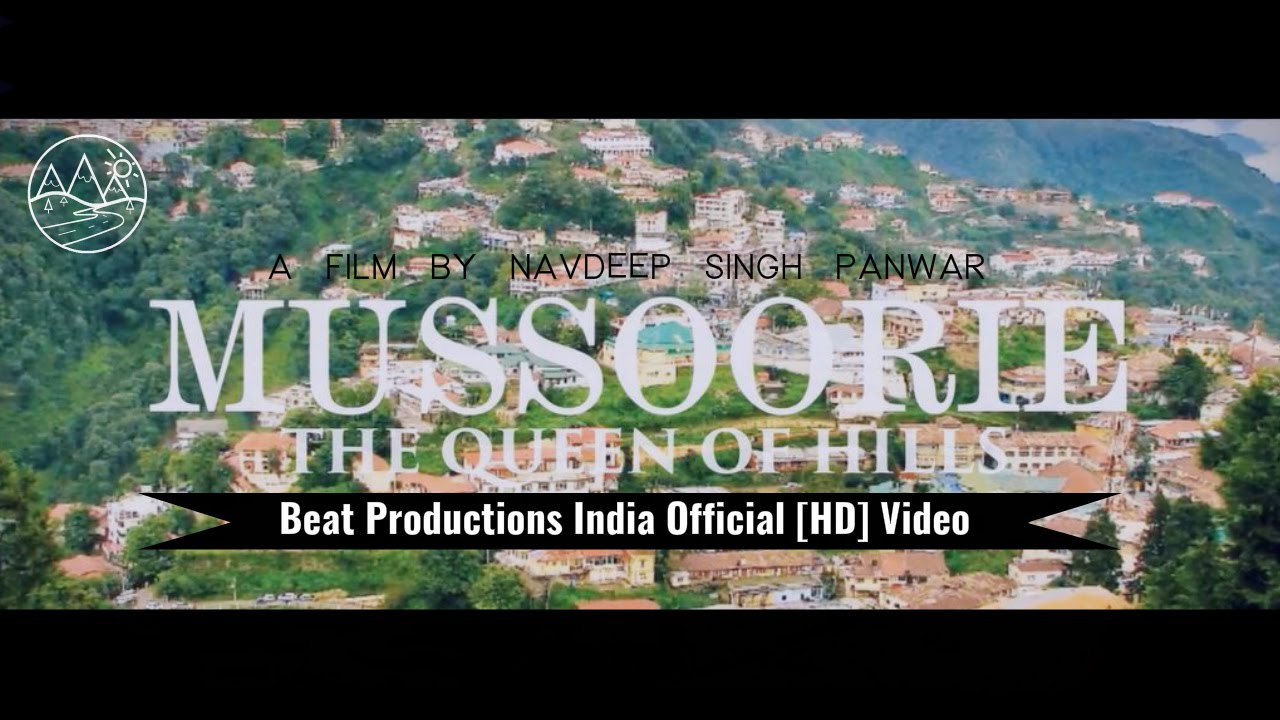 A FILM BY NAVDEEP SINGH PANWAR
MUSSOORIE
THE QUEEN OF HILLS
Beat Productions India Official [HD] Video